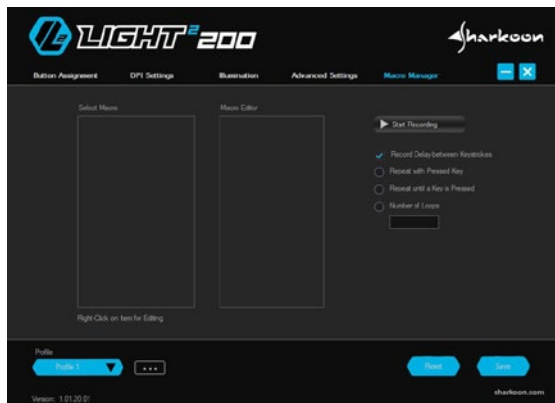 LIGHT² 200
sharkoon
Button Assignment DPI Settings Illumination Advanced Settings Macro Manager
Select Macro
Macro Editor
Start Recording
Record Delay between Keystrokes
Repeat with Pressed Key
Repeat until a Key is Pressed
Number of Loops
Right-Click on Item for Editing
Profile
Profile 1
...
Reset
Save
Version: 1.01.20.01
sharkoon.com